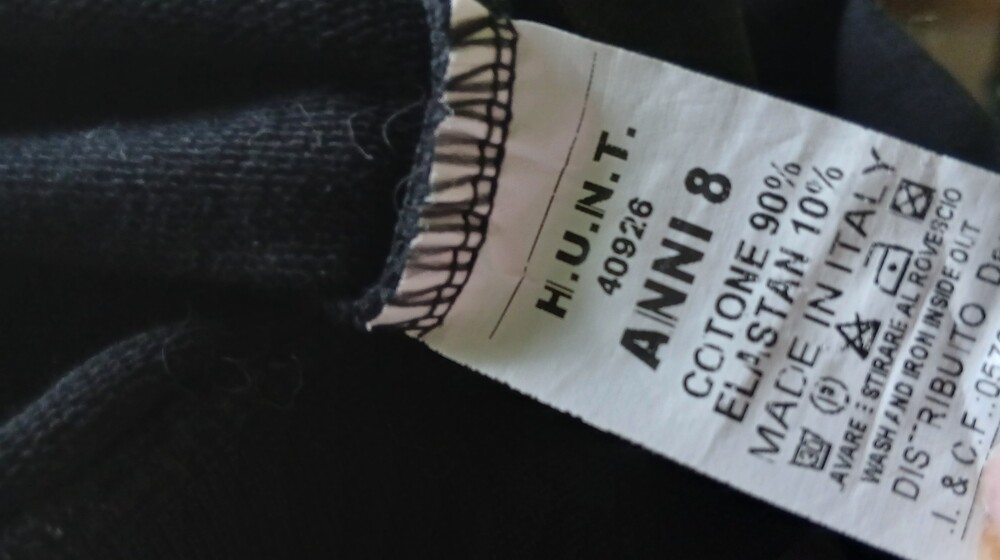 H.U.N.T.
40926
ANNI 8
COTONE 90%
ELASTAN 10%
MADE IN ITALY
30 (P)
AVARE E STIRARE AL ROVESCIO
WASH AND IRON INSIDE OUT
DISTRIBUITO
.I. & C.F.: